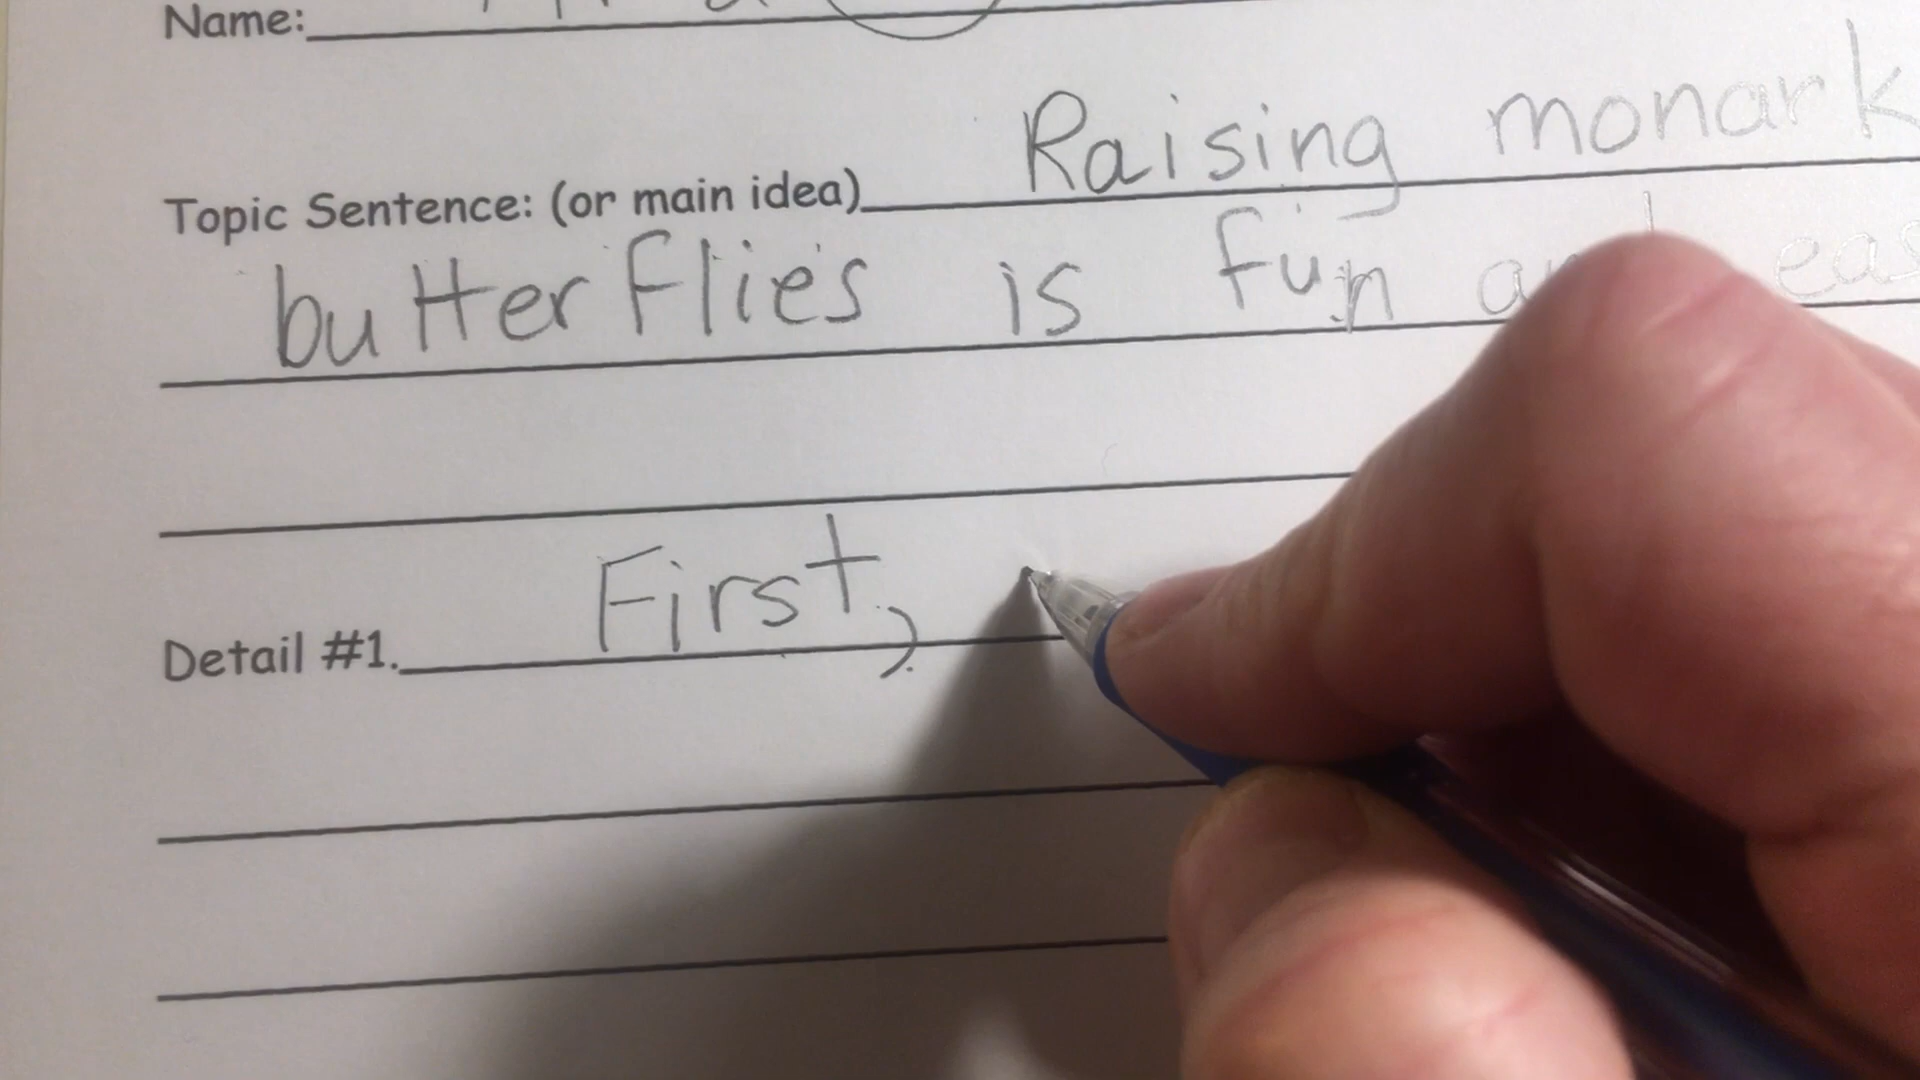 Name:
Topic Sentence: (or main idea) Raising monark
butterflies is fun
Detail #1. First,